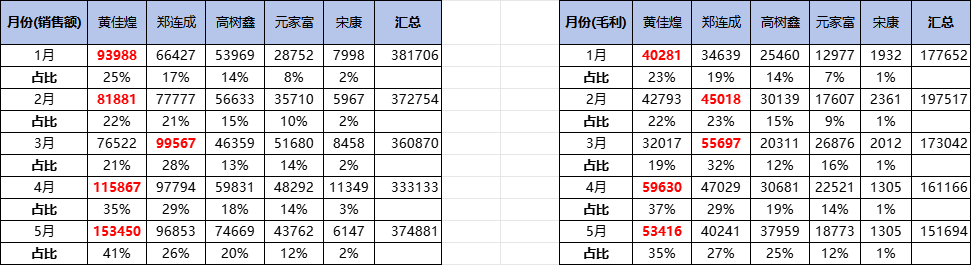 月份(销售额) 黄佳煌 郑连成 高树鑫 元家富 宋康 汇总 月份(毛利) 黄佳煌 郑连成 高树鑫 元家富 宋康 汇总
1月 93988 66427 53969 28752 7998 381706 1月 40281 34639 25460 12977 1932 177652
占比 25% 17% 14% 8% 2% 占比 23% 19% 14% 7% 1%
2月 81881 77777 56633 35710 5967 372754 2月 42793 45018 30139 17607 2361 197517
占比 22% 21% 15% 10% 2% 占比 22% 23% 15% 9% 1%
3月 76522 99567 46359 51680 8458 360870 3月 32017 55697 20311 26876 2012 173042
占比 21% 28% 13% 14% 2% 占比 19% 32% 12% 16% 1%
4月 115867 97794 59831 48292 11349 333133 4月 59630 47029 30681 22521 1305 161166
占比 35% 29% 18% 14% 3% 占比 37% 29% 19% 14% 1%
5月 153450 96853 74669 43762 6147 374881 5月 53416 40241 37959 18773 1305 151694
占比 41% 26% 20% 12% 2% 占比 35% 27% 25% 12% 1%